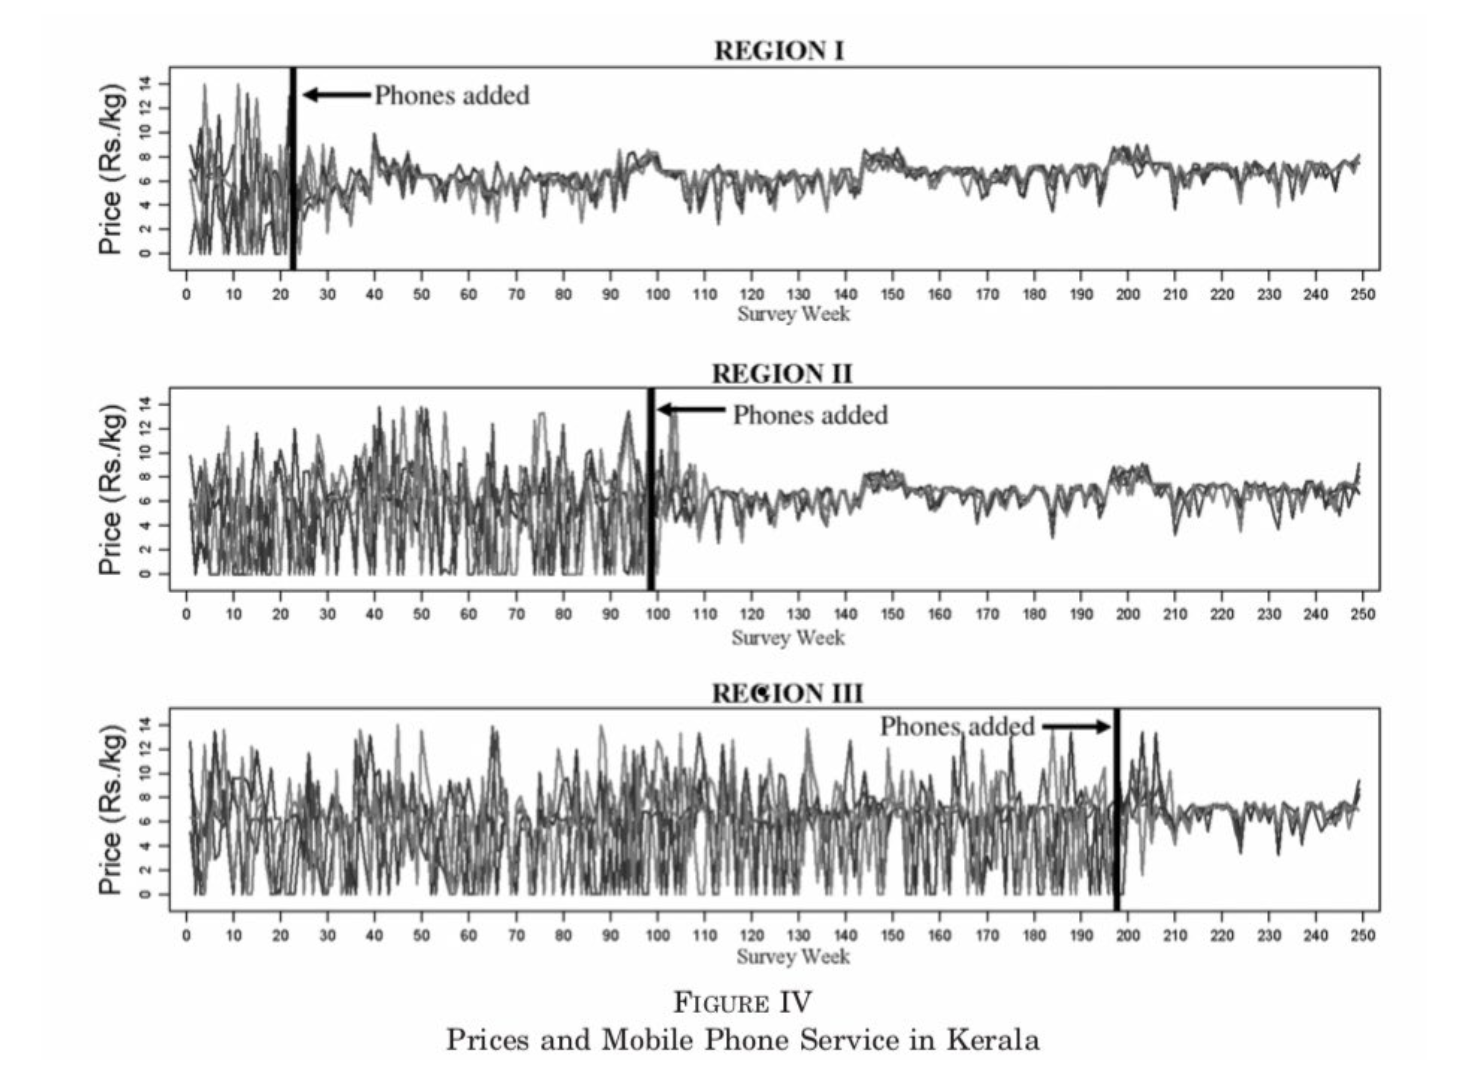 REGION I
Phones added
Price (Rs./kg)
14
12
10
8
6
4
2
0
0 10 20 30 40 50 60 70 80 90 100 110 120 130 140 150 160 170 180 190 200 210 220 230 240 250
Survey Week
REGION II
Phones added
Price (Rs./kg)
14
12
10
8
6
4
2
0
0 10 20 30 40 50 60 70 80 90 100 110 120 130 140 150 160 170 180 190 200 210 220 230 240 250
Survey Week
REGION III
Phones added
Price (Rs./kg)
14
12
10
8
6
4
2
0
0 10 20 30 40 50 60 70 80 90 100 110 120 130 140 150 160 170 180 190 200 210 220 230 240 250
Survey Week
FIGURE IV
Prices and Mobile Phone Service in Kerala